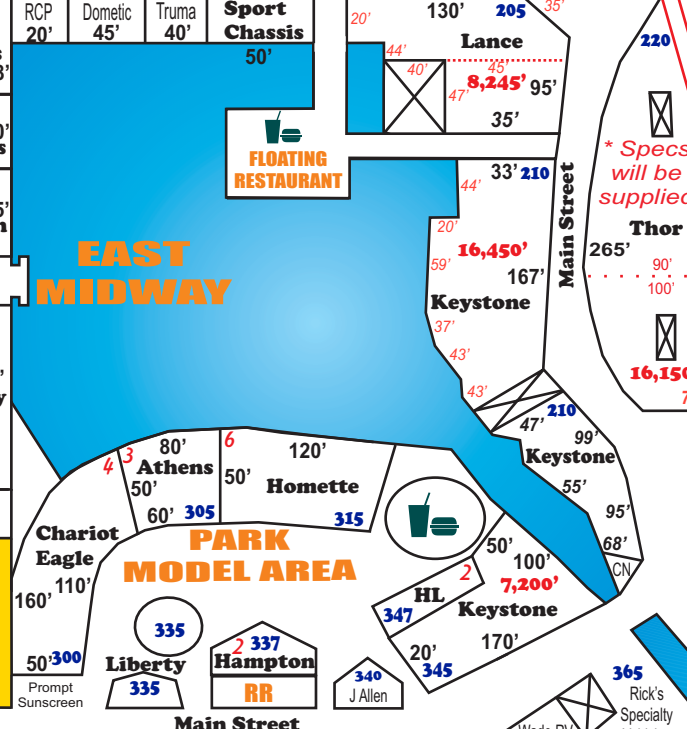 RCP
20'
Dometic
45'
Truma
40'
Sport
Chassis
50'
20'
130'
205
35'
Lance
44'
40'
45'
8,245'
95'
47'
35'
220
FLOATING
RESTAURANT
33'
210
44'
20'
16,450'
59'
167'
Keystone
37'
43'
43'
Main Street
* Specs
will be
supplied
Thor
265'
90'
100'
EAST
MIDWAY
210
47'
99'
Keystone
55'
95'
68'
CN
4
3
80'
Athens
50'
60'
305
6
120'
50'
Homette
315
Chariot
Eagle
110'
160'
50'
300
Prompt
Sunscreen
PARK
MODEL AREA
50'
100'
2
7,200'
HL
Keystone
347
170'
20'
345
335
Liberty
335
2
337
Hampton
RR
340
J Allen
Main Street
365
Rick's
Specialty